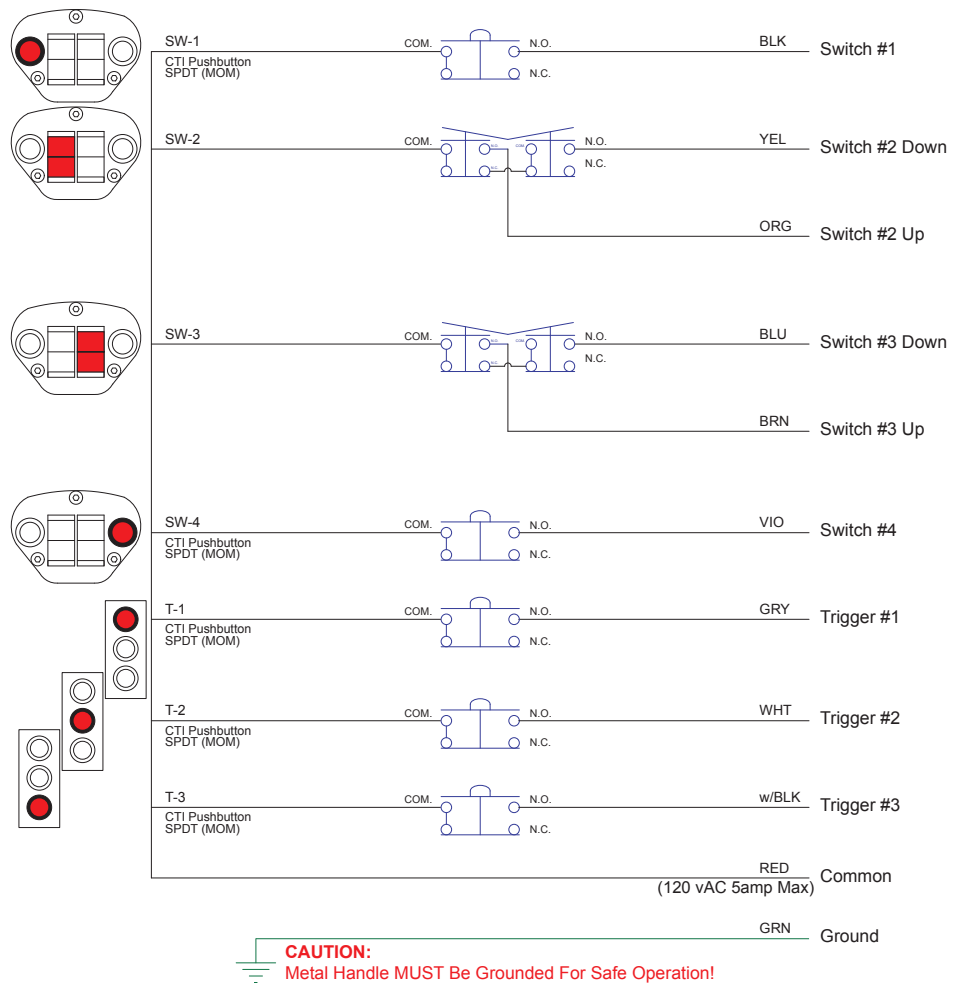 SW-1 COM. N.O. BLK Switch #1
CTI Pushbutton
SPDT (MOM) N.C.
SW-2 COM. N.O. COM N.O. YEL Switch #2 Down
N.C. N.C.
ORG Switch #2 Up
SW-3 COM. N.O. COM N.O. BLU Switch #3 Down
N.C. N.C.
BRN Switch #3 Up
SW-4 COM. N.O. VIO Switch #4
CTI Pushbutton
SPDT (MOM) N.C.
T-1 COM. N.O. GRY Trigger #1
CTI Pushbutton
SPDT (MOM) N.C.
T-2 COM. N.O. WHT Trigger #2
CTI Pushbutton
SPDT (MOM) N.C.
T-3 COM. N.O. w/BLK Trigger #3
CTI Pushbutton
SPDT (MOM) N.C.
RED Common
(120 vAC 5amp Max)
GRN Ground
CAUTION:
Metal Handle MUST Be Grounded For Safe Operation!